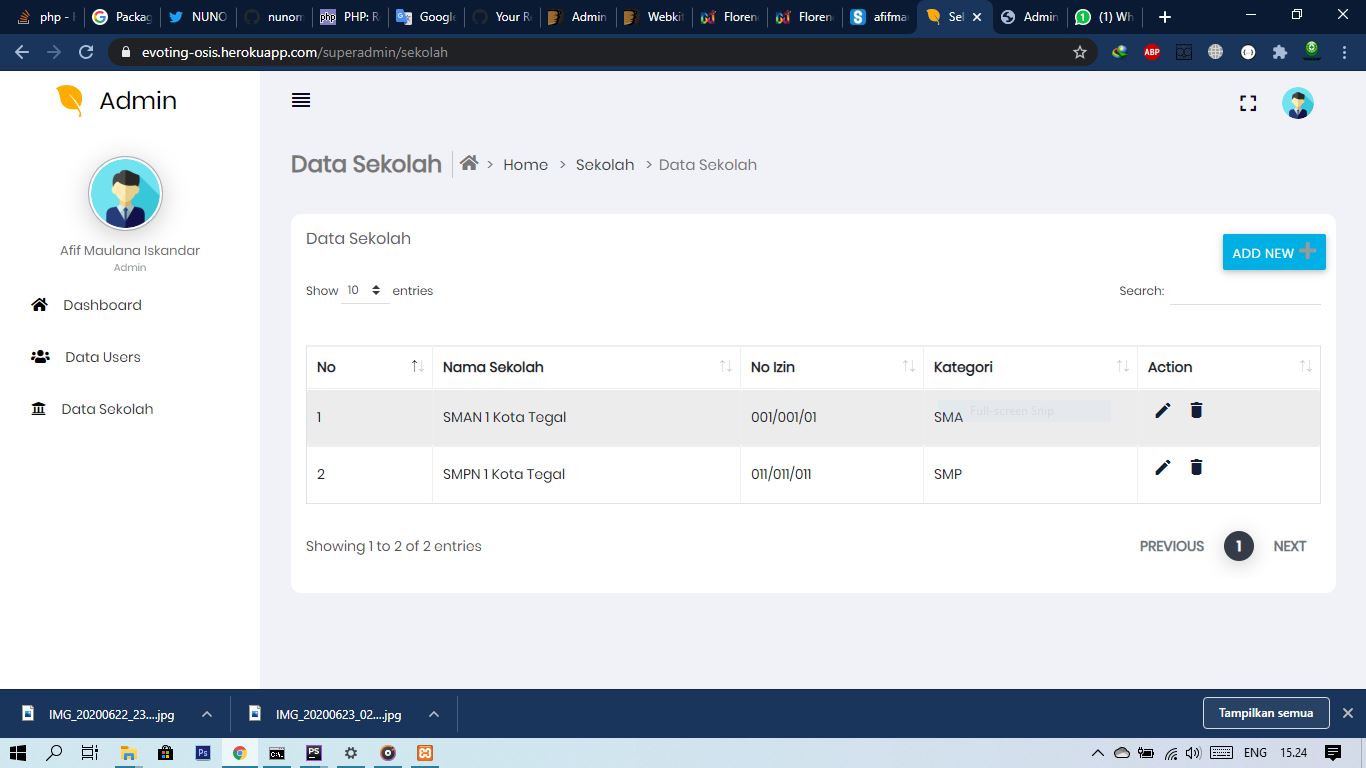 php - 
Packag
NUNO
nunom
PHP: R
Google
Your R
Admin
Webkit
Floren
Floren
afifma
Sel
Admin
(1) Wh
evoting-osis.herokuapp.com/superadmin/sekolah
ABP
Admin
Afif Maulana Iskandar
Admin
Dashboard
Data Users
Data Sekolah
Data Sekolah > Home > Sekolah > Data Sekolah
Data Sekolah
ADD NEW
Show 10 entries
Search:
No Nama Sekolah No Izin Kategori Action
1 SMAN 1 Kota Tegal 001/001/01 SMA
Full-screen Snip
2 SMPN 1 Kota Tegal 011/011/011 SMP
Showing 1 to 2 of 2 entries
PREVIOUS 1 NEXT
IMG_20200622_23....jpg
IMG_20200623_02....jpg
Tampilkan semua
ENG 15.24